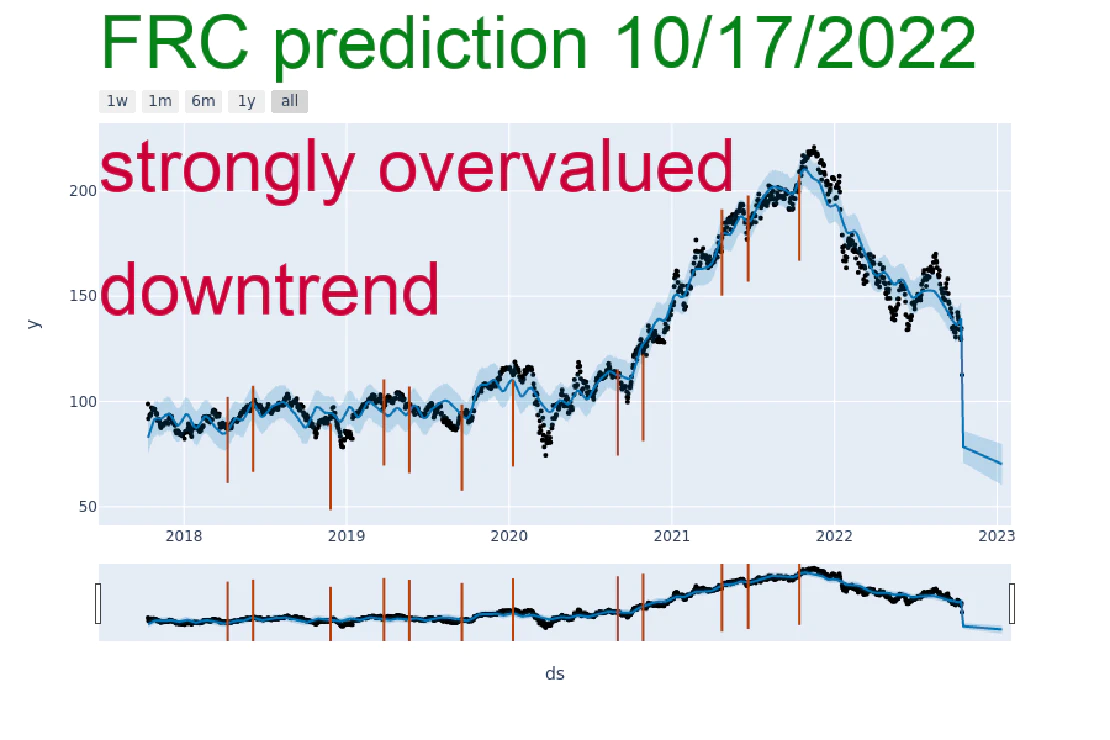 FRC prediction 10/17/2022
1w 1m 6m 1y all
strongly overvalued
200
downtrend
150
y
100
50
2018 2019 2020 2021 2022 2023
ds